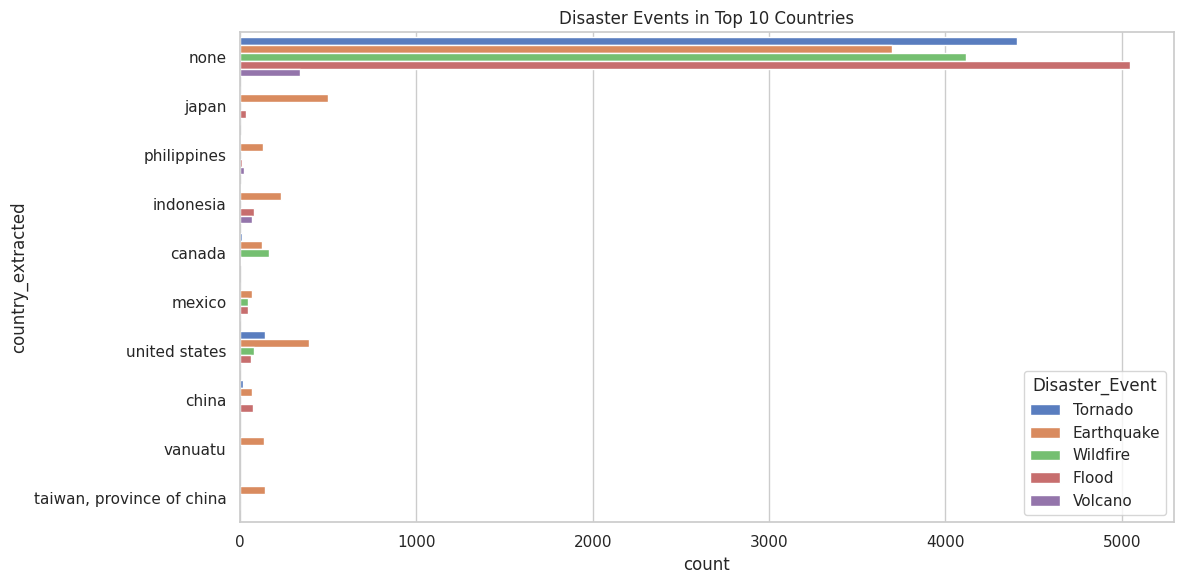 Disaster Events in Top 10 Countries
country_extracted
none
japan
philippines
indonesia
canada
mexico
united states
china
vanuatu
taiwan, province of china
0 1000 2000 3000 4000 5000
count
Disaster_Event
Tornado
Earthquake
Wildfire
Flood
Volcano